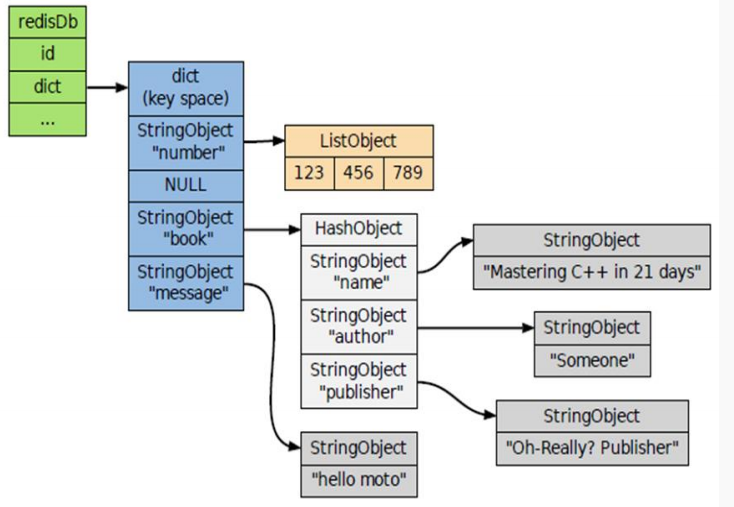 redisDb
id
dict
...
dict
(key space)
StringObject
"number"
NULL
StringObject
"book"
StringObject
"message"
ListObject
123 456 789
HashObject
StringObject
"name"
StringObject
"author"
StringObject
"publisher"
StringObject
"Mastering C++ in 21 days"
StringObject
"Someone"
StringObject
"Oh-Really? Publisher"
StringObject
"hello moto"